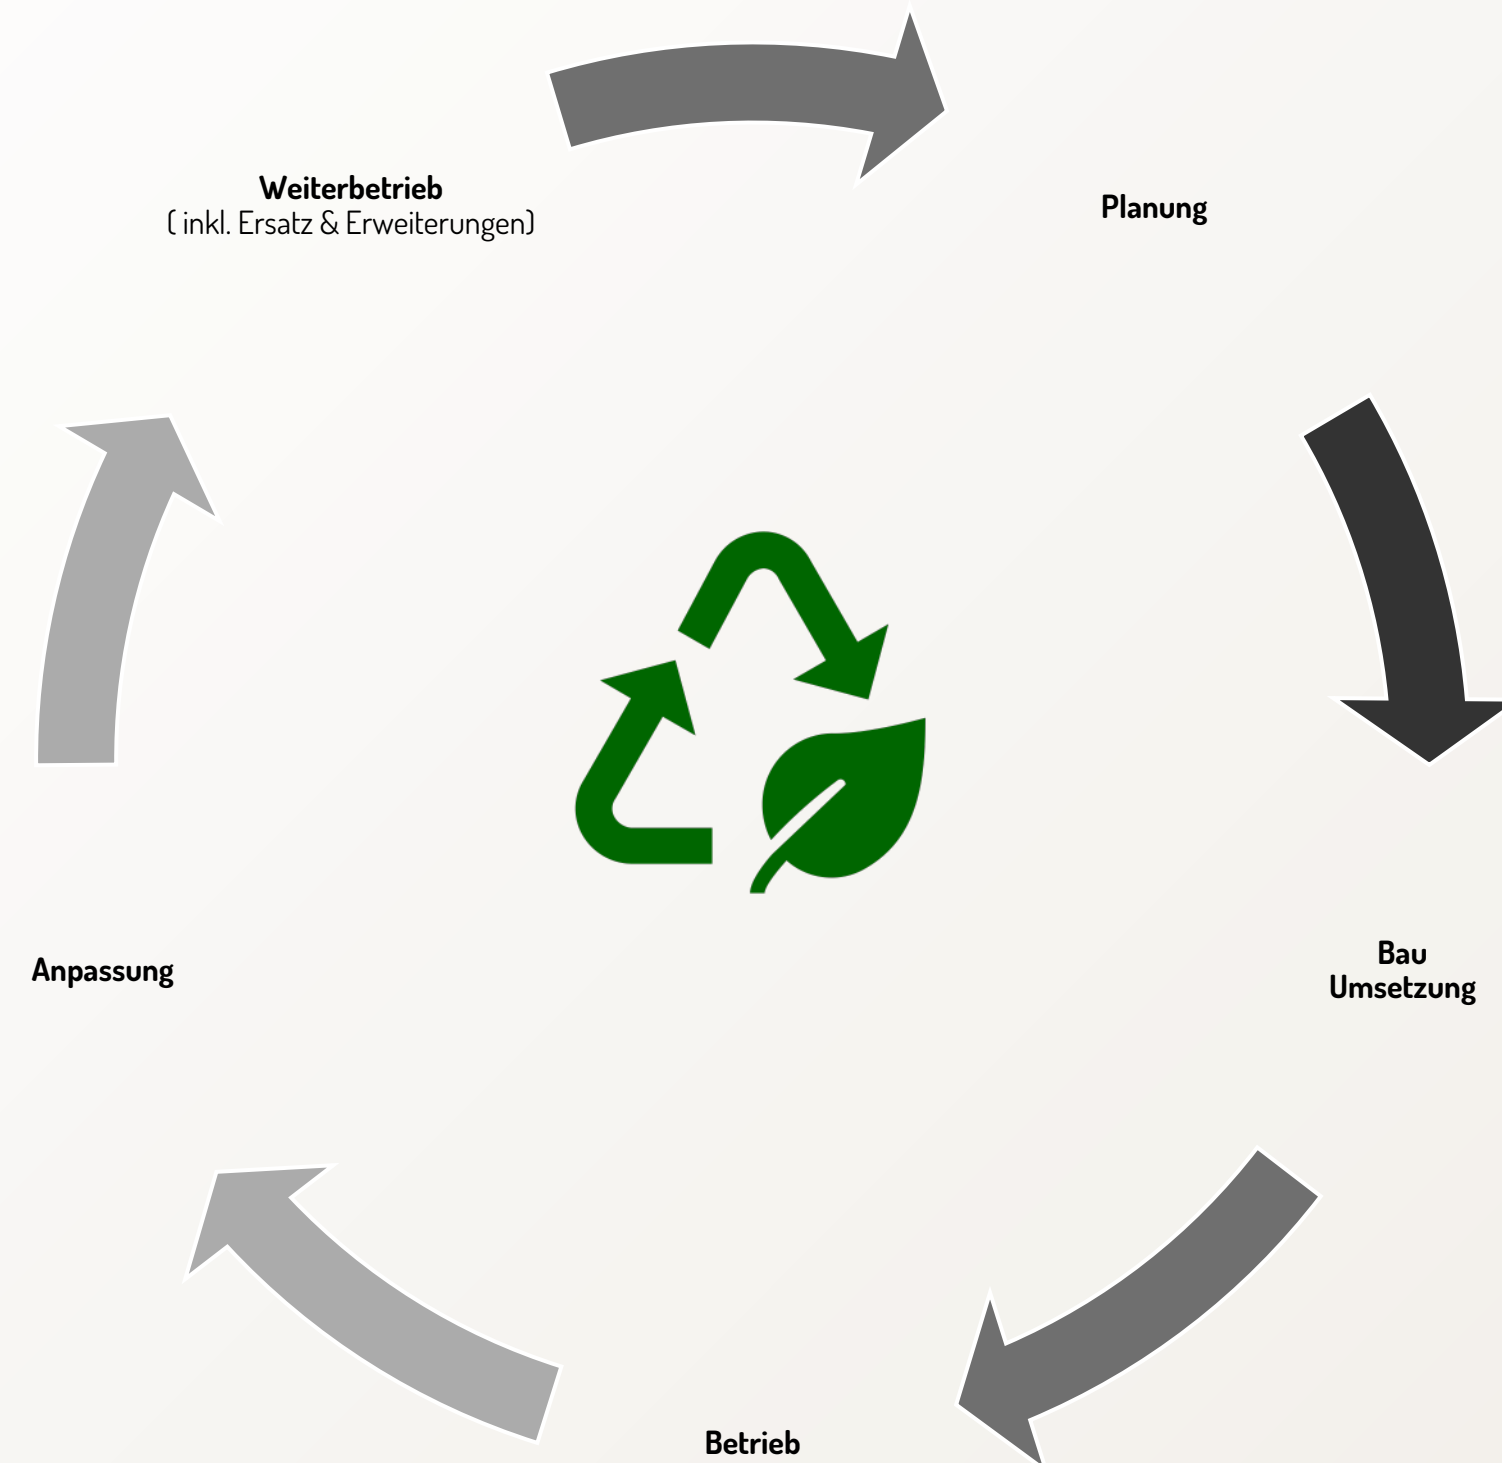 Weiterbetrieb
( inkl. Ersatz & Erweiterungen)
Planung
Anpassung
Bau
Umsetzung
Betrieb